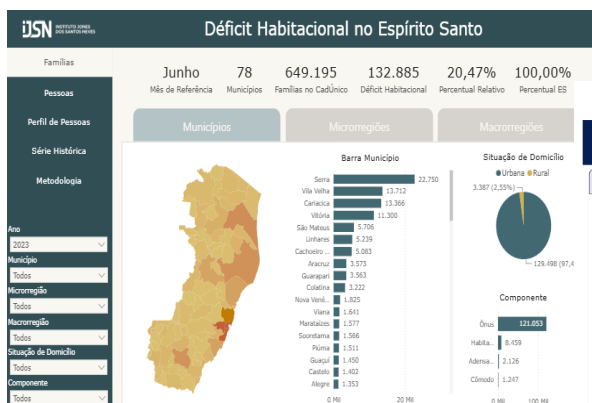 IJSN INSTITUTO JONES
DOS SANTOS NEVES
Déficit Habitacional no Espírito Santo
Famílias
Pessoas
Perfil de Pessoas
Série Histórica
Metodologia
Ano
2023
Município
Todos
Microrregião
Todos
Macrorregião
Todos
Situação de Domicílio
Todos
Componente
Todos
Junho
Mês de Referência
78
Municípios
649.195
Famílias no CadÚnico
132.885
Déficit Habitacional
20,47%
Percentual Relativo
100,00%
Percentual ES
Municípios
Microrregiões
Macrorregiões
Barra Município
Serra 22.750
Vila Velha 13.712
Cariacica 13.366
Vitória 11.300
São Mateus 5.706
Linhares 5.239
Cachoeiro ... 5.083
Aracruz 3.573
Guarapari 3.563
Colatina 3.222
Nova Vené... 1.825
Viana 1.641
Marataízes 1.577
Sooretama 1.566
Piúma 1.511
Guaçuí 1.450
Castelo 1.402
Alegre 1.353
0 Mil 20 Mil
Situação de Domicílio
Urbana Rural
3.387 (2,55%)
129.498 (97,4
Componente
Ônus 121.053
Habita... 8.459
Adensa... 2.126
Cômodo 1.247
0 Mil 100 Mil